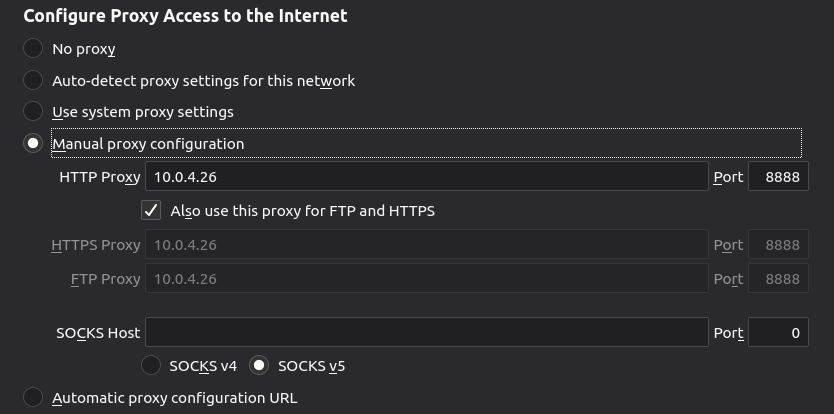 Configure Proxy Access to the Internet
No proxy
Auto-detect proxy settings for this network
Use system proxy settings
Manual proxy configuration
HTTP Proxy 10.0.4.26 Port 8888
Also use this proxy for FTP and HTTPS
HTTPS Proxy 10.0.4.26 Port 8888
FTP Proxy 10.0.4.26 Port 8888
SOCKS Host Port 0
SOCKS v4 SOCKS v5
Automatic proxy configuration URL